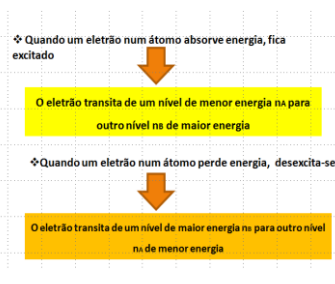 ❖ Quando um eletrão num átomo absorve energia, fica
excitado
O eletrão transita de um nível de menor energia nA para
outro nível nB de maior energia
❖Quando um eletrão num átomo perde energia, desexcita-se
O eletrão transita de um nível de maior energia nB para outro nível
nA de menor energia